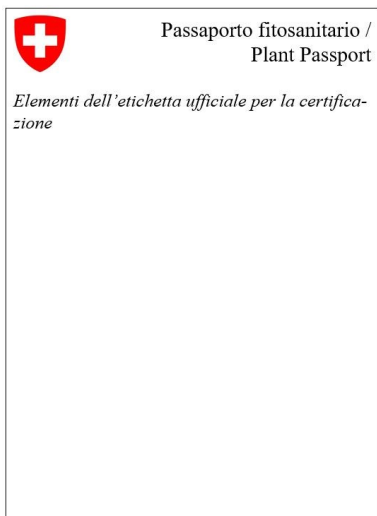 Passaporto fitosanitario /
Plant Passport
Elementi dell’etichetta ufficiale per la certifica-
zione